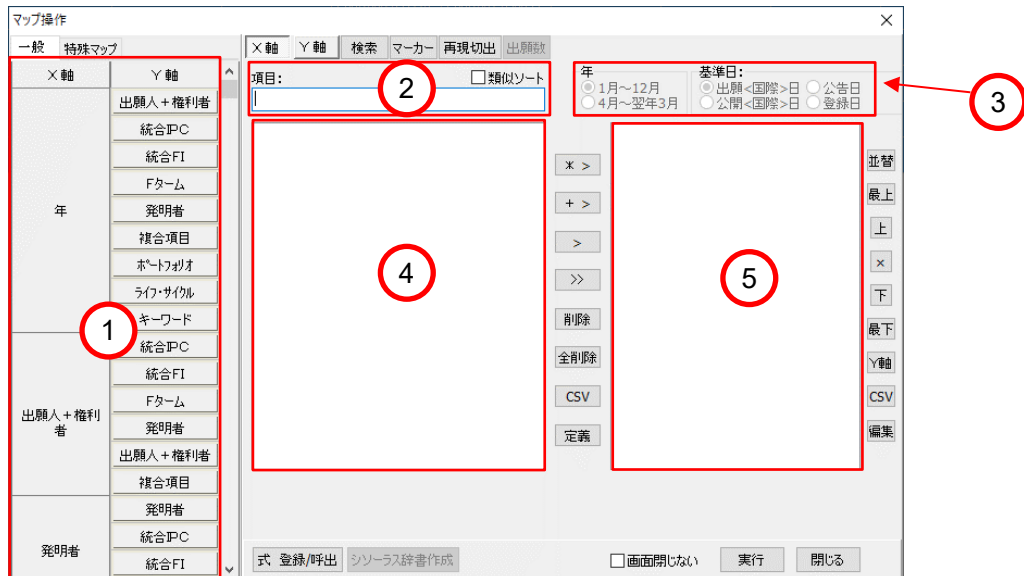 マップ操作
一般 特殊マップ
X軸 Y軸
年
出願人+権利者
統合IPC
統合FI
Fターム
発明者
複合項目
ポートフォリオ
ライフ・サイクル
キーワード
出願人+権利者
統合IPC
統合FI
Fターム
発明者
出願人+権利者
複合項目
発明者
発明者
統合IPC
統合FI
1
X軸 Y軸 検索 マーカー 再現切出 出願数
項目: 類似ソート
2
年
1月~12月
4月~翌年3月
基準日:
出願<国際>日 公告日
公開<国際>日 登録日
3
4
* >
+ >
>
>>
削除
全削除
CSV
定義
5
並替
最上
上
×
下
最下
Y軸
CSV
編集
式 登録/呼出 シソーラス辞書作成 画面閉じない 実行 閉じる